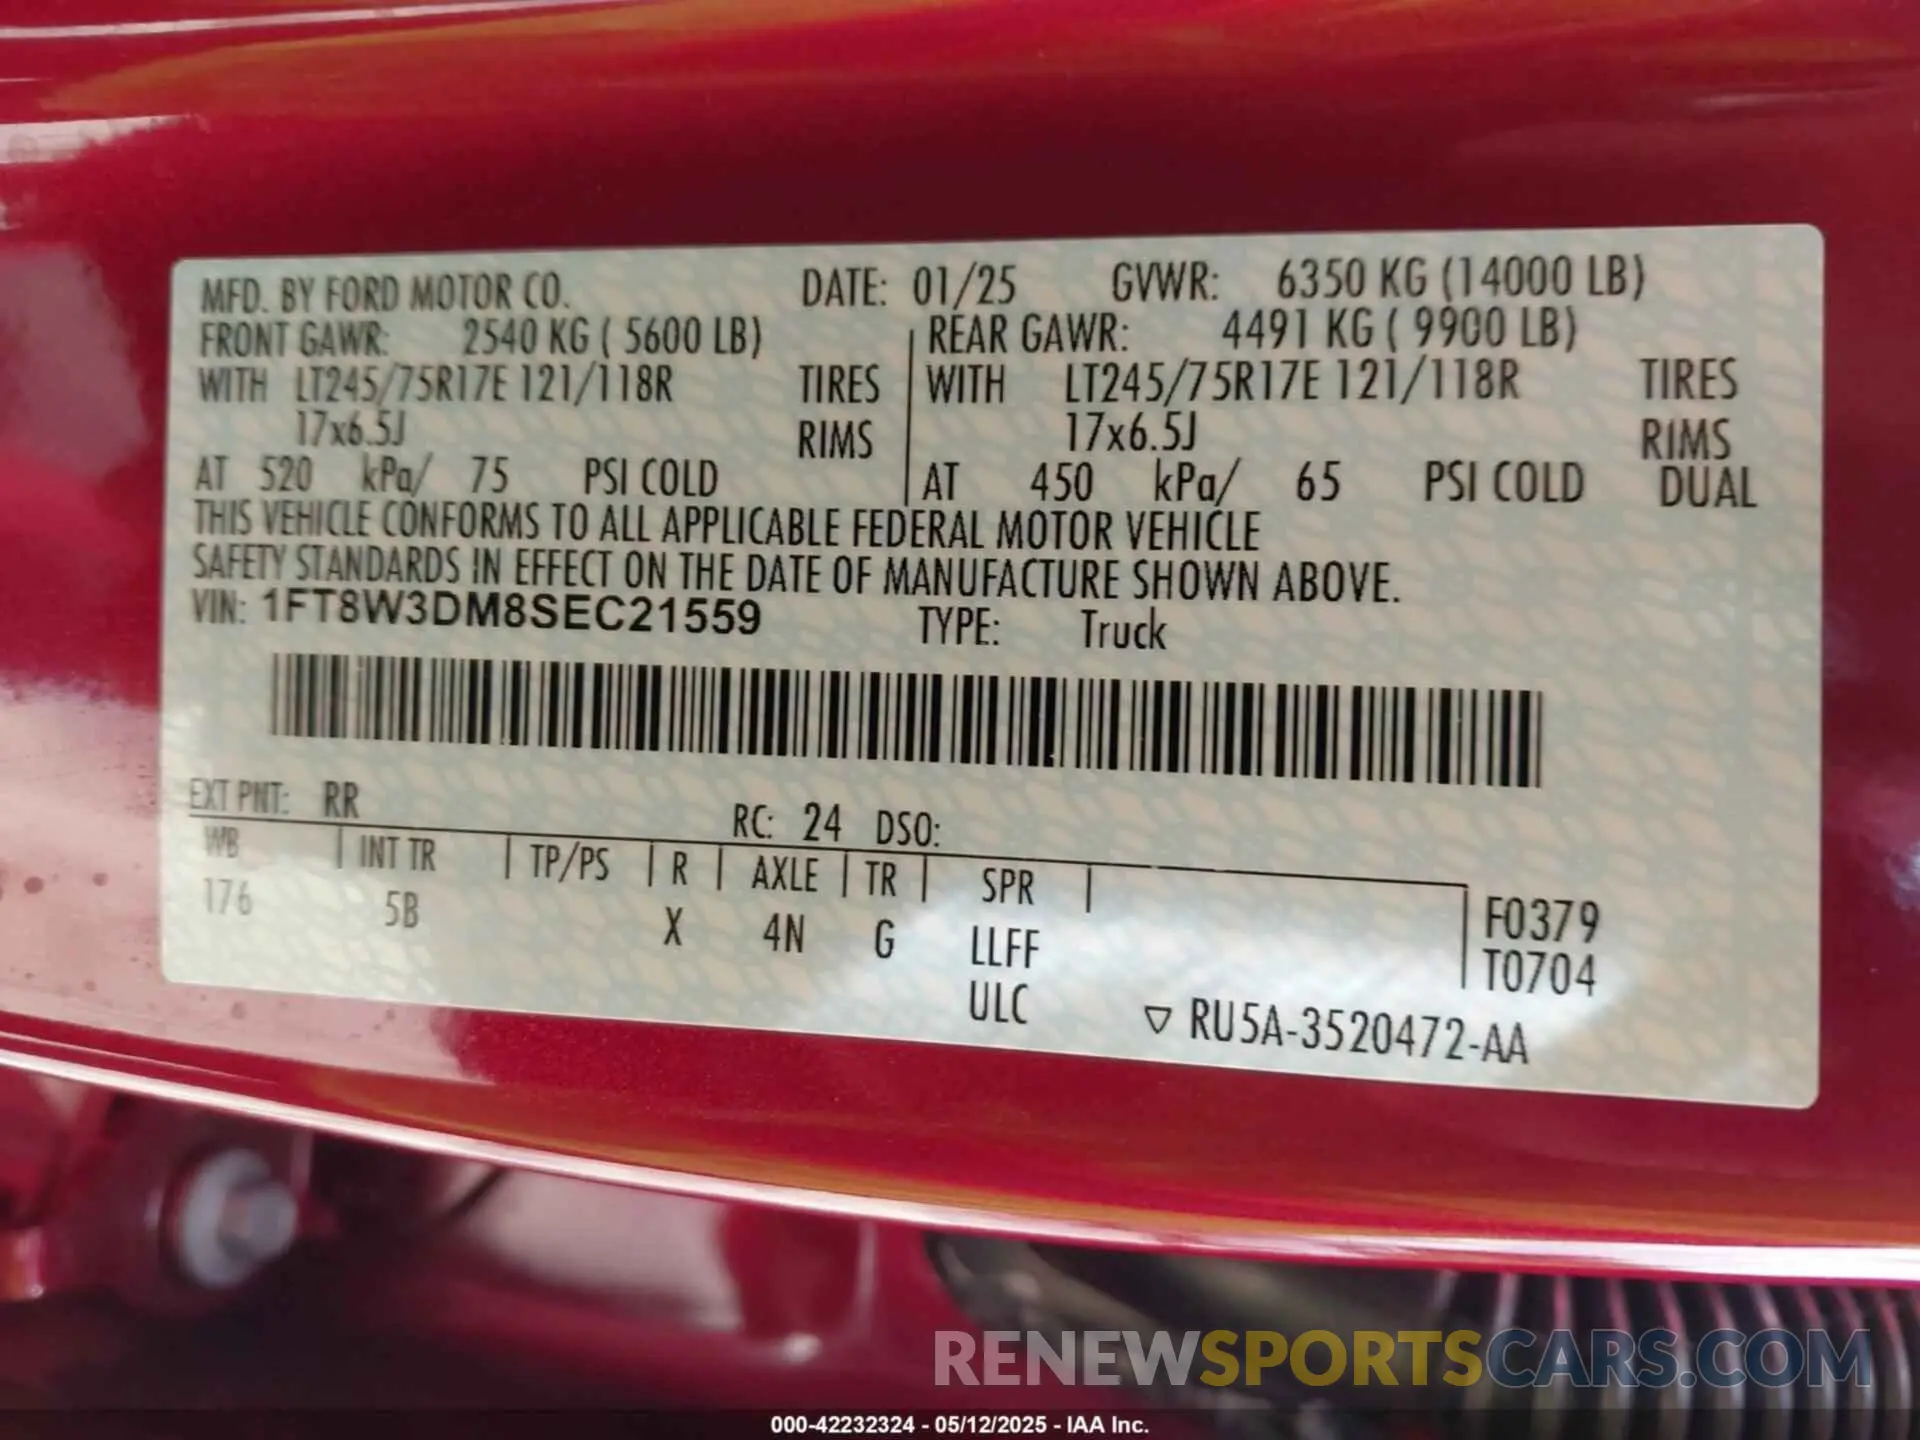 MFD. BY FORD MOTOR CO. DATE: 01/25 GVWR: 6350 KG (14000 LB)
FRONT GAWR: 2540 KG ( 5600 LB) REAR GAWR: 4491 KG ( 9900 LB)
WITH LT245/75R17E 121/118R TIRES WITH LT245/75R17E 121/118R TIRES
17x6.5J RIMS 17x6.5J RIMS
AT 520 kPa/ 75 PSI COLD AT 450 kPa/ 65 PSI COLD DUAL
THIS VEHICLE CONFORMS TO ALL APPLICABLE FEDERAL MOTOR VEHICLE
SAFETY STANDARDS IN EFFECT ON THE DATE OF MANUFACTURE SHOWN ABOVE.
VIN: 1FT8W3DM8SEC21559 TYPE: Truck
EXT PNT: RR RC: 24 DSO:
WB INT TR TP/PS R AXLE TR SPR F0379
176 5B X 4N G LLFF T0704
ULC ▽ RU5A-3520472-AA
RENEWSPORTSCARS.COM
000-42232324 - 05/12/2025 - IAA Inc.